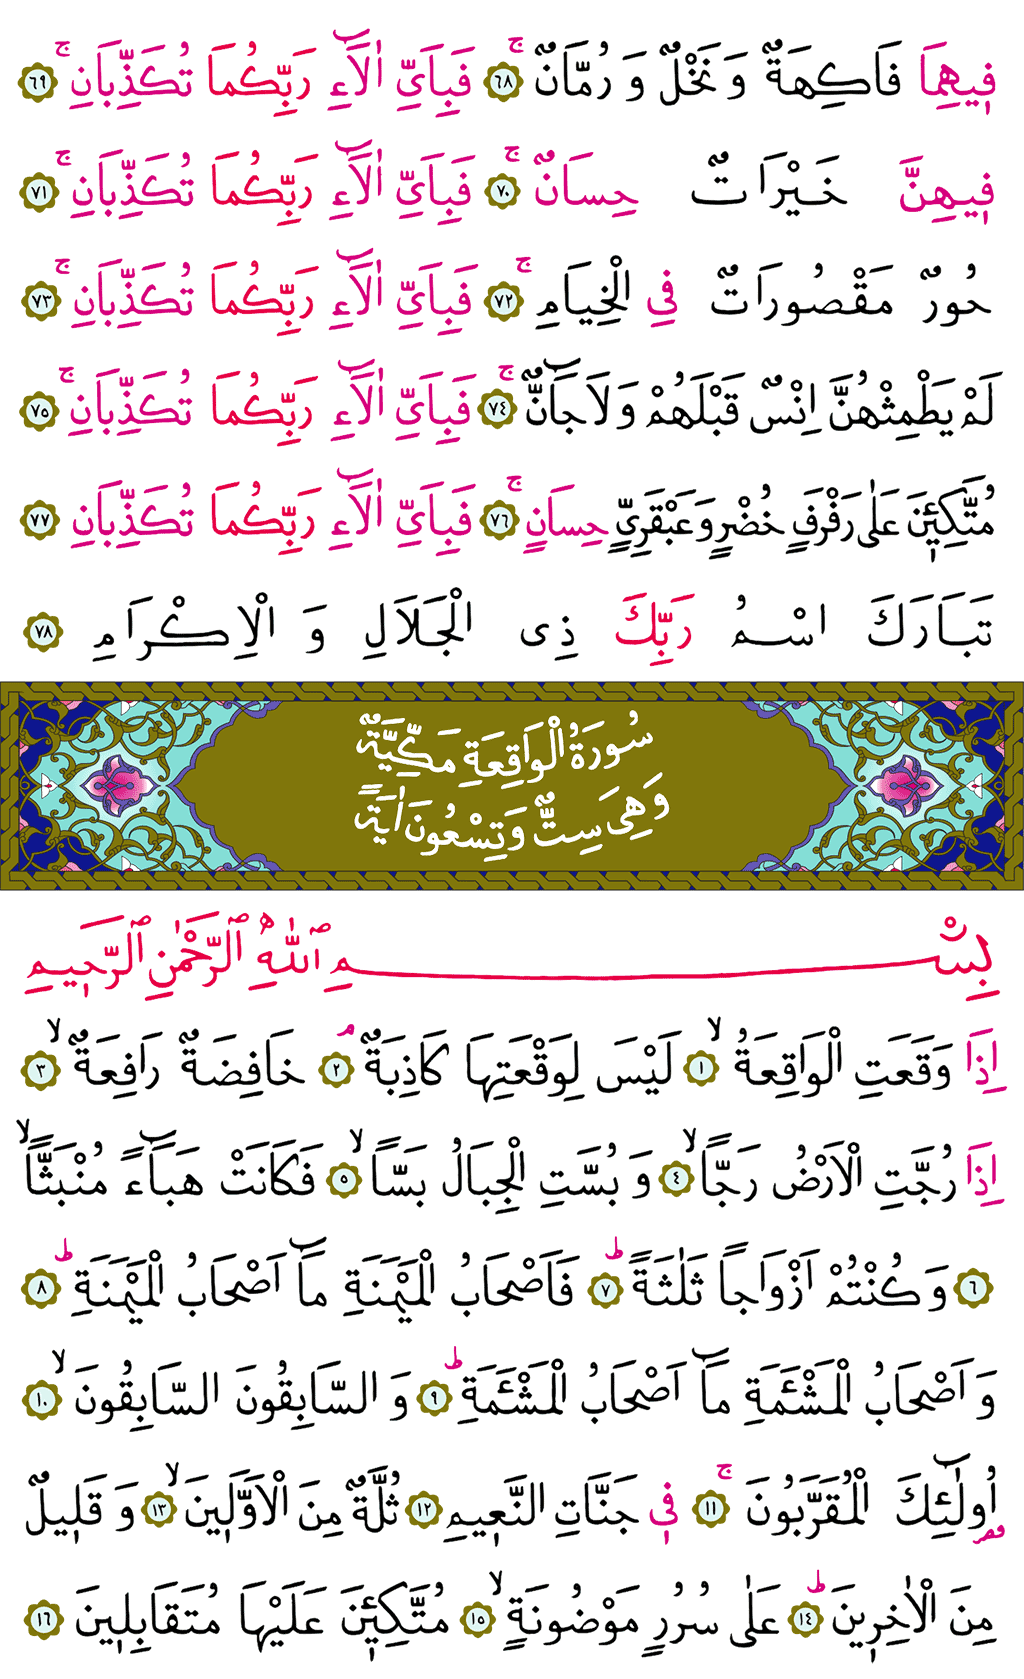 فِيهِمَا فَاكِهَةٌ وَنَخْلٌ وَرُمَّانٌۚ ﴿٦٨﴾ فَبِاَيِّ اٰلَٓاءِ رَبِّكُمَا تُكَذِّبَانِۚ ﴿٦٩﴾
فِيهِنَّ خَيْرَاتٌ حِسَانٌۚ ﴿٧٠﴾ فَبِاَيِّ اٰلَٓاءِ رَبِّكُمَا تُكَذِّبَانِۚ ﴿٧١﴾
حُورٌ مَقْصُورَاتٌ فِي الْخِيَامِۚ ﴿٧٢﴾ فَبِاَيِّ اٰلَٓاءِ رَبِّكُمَا تُكَذِّبَانِۚ ﴿٧٣﴾
لَمْ يَطْمِثْهُنَّ اِنْسٌ قَبْلَهُمْ وَلَا جَٓانٌّۚ ﴿٧٤﴾ فَبِاَيِّ اٰلَٓاءِ رَبِّكُمَا تُكَذِّبَانِۚ ﴿٧٥﴾
مُتَّكِـِٔينَ عَلٰى رَفْرَفٍ خُضْرٍ وَعَبْقَرِيٍّ حِسَانٍۚ ﴿٧٦﴾ فَبِاَيِّ اٰلَٓاءِ رَبِّكُمَا تُكَذِّبَانِ ﴿٧٧﴾
تَبَارَكَ اسْمُ رَبِّكَ ذِى الْجَلَالِ وَالْاِكْرَامِ ﴿٧٨﴾
سُورَةُ الْوَاقِعَةِ مَكِّيَّةٌ
وَهِىَ سِتٌّ وَتِسْعُونَ اٰيَةً
بِسْمِ ٱللّٰهِ ٱلرَّحْمٰنِ ٱلرَّحِيمِ
اِذَا وَقَعَتِ الْوَاقِعَةُۙ ﴿١﴾ لَيْسَ لِوَقْعَتِهَا كَاذِبَةٌۢ ﴿٢﴾ خَافِضَةٌ رَافِعَةٌۙ ﴿٣﴾
اِذَا رُجَّتِ الْاَرْضُ رَجًّاۙ ﴿٤﴾ وَبُسَّتِ الْجِبَالُ بَسًّاۙ ﴿٥﴾ فَكَانَتْ هَبَٓاءً مُنْبَثًّاۙ
﴿٦﴾ وَكُنْتُمْ اَزْوَاجًا ثَلٰثَةًۜ ﴿٧﴾ فَاَصْحَابُ الْمَيْمَنَةِ مَٓا اَصْحَابُ الْمَيْمَنَةِۜ ﴿٨﴾
وَاَصْحَابُ الْمَشْـَٔمَةِ مَٓا اَصْحَابُ الْمَشْـَٔمَةِۜ ﴿٩﴾ وَالسَّابِقُونَ السَّابِقُونَۙ ﴿١٠﴾
اُو۬لٰٓئِكَ الْمُقَرَّبُونَۚ ﴿١١﴾ فِي جَنَّاتِ النَّعِيمِ ﴿١٢﴾ ثُلَّةٌ مِنَ الْاَوَّلِينَۙ ﴿١٣﴾ وَقَلِيلٌ
مِنَ الْاٰخِرِينَۜ ﴿١٤﴾ عَلٰى سُرُرٍ مَوْضُونَةٍۙ ﴿١٥﴾ مُتَّكِـِٔينَ عَلَيْهَا مُتَقَابِلِينَ ﴿١٦﴾